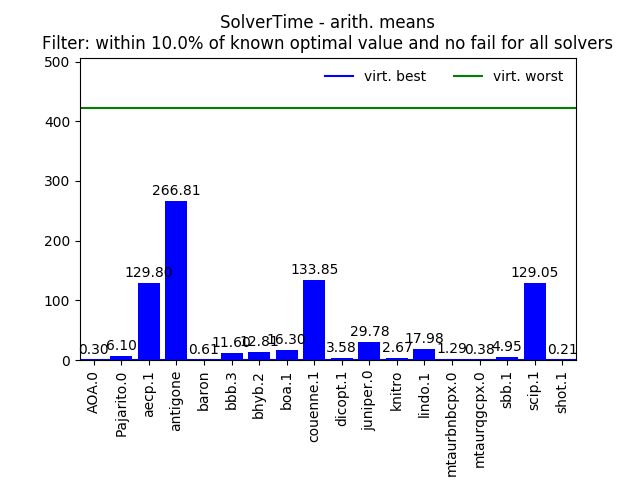 SolverTime - arith. means
Filter: within 10.0% of known optimal value and no fail for all solvers
500
400
300
200
100
0
virt. best
virt. worst
0.30
6.10
129.80
266.81
0.61
11.60
12.81
16.30
133.85
3.58
29.78
2.67
17.98
1.29
0.38
4.95
129.05
0.21
AOA.0
Pajarito.0
aecp.1
antigone
baron
bbb.3
bhyb.2
boa.1
couenne.1
dicopt.1
juniper.0
knitro
lindo.1
mtaurbnbcpx.0
mtaurqgcpx.0
sbb.1
scip.1
shot.1